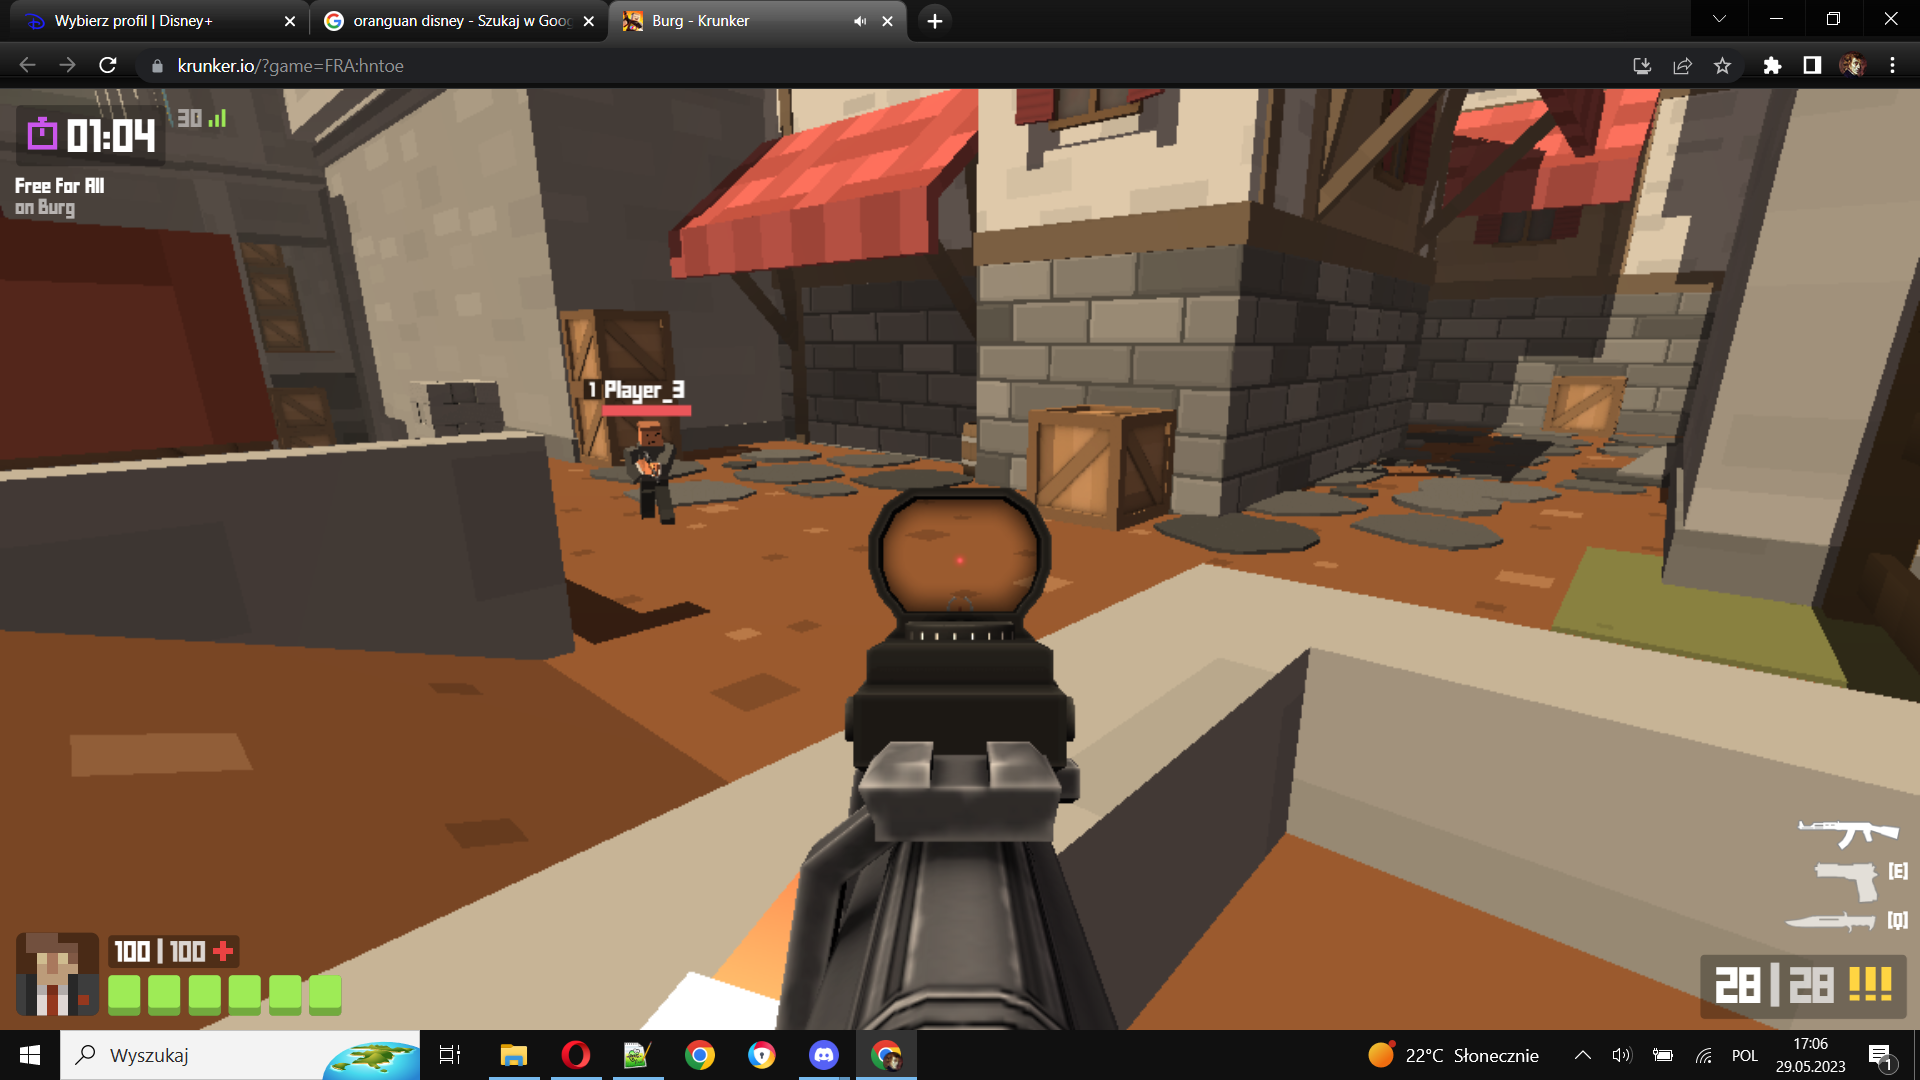 Wybierz profil | Disney+
oranguan disney - Szukaj w Goog
Burg - Krunker
krunker.io/?game=FRA:hntoe
01:04
30
Free For All
on Burg
1 Player_3
[E]
[Q]
100 | 100
28 | 28 !!!
Wyszukaj
22°C Słonecznie
POL
17:06
29.05.2023
1